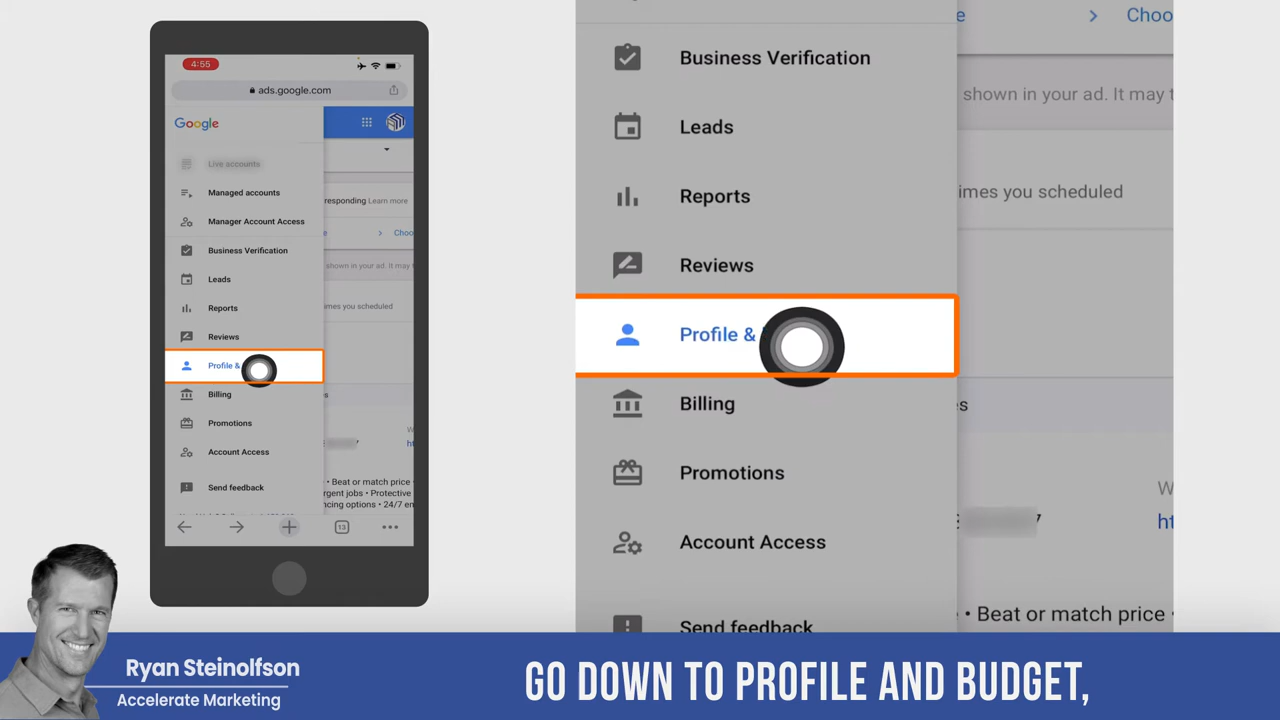 4:55
ads.google.com
Google
Live accounts
Managed accounts
Manager Account Access
Business Verification
Leads
Reports
Reviews
Profile &
Billing
Promotions
Account Access
Send feedback
responding Learn more
Choo
shown in your ad. It may t
imes you scheduled
es
W
ht
• Beat or match price •
rgent jobs • Protective
ncing options • 24/7 en
13
e
Choo
Business Verification
shown in your ad. It may t
Leads
imes you scheduled
Reports
Reviews
Profile &
Billing
es
Promotions
W
ht
Account Access
• Beat or match price •
Send feedback
Ryan Steinolfson
Accelerate Marketing
GO DOWN TO PROFILE AND BUDGET,